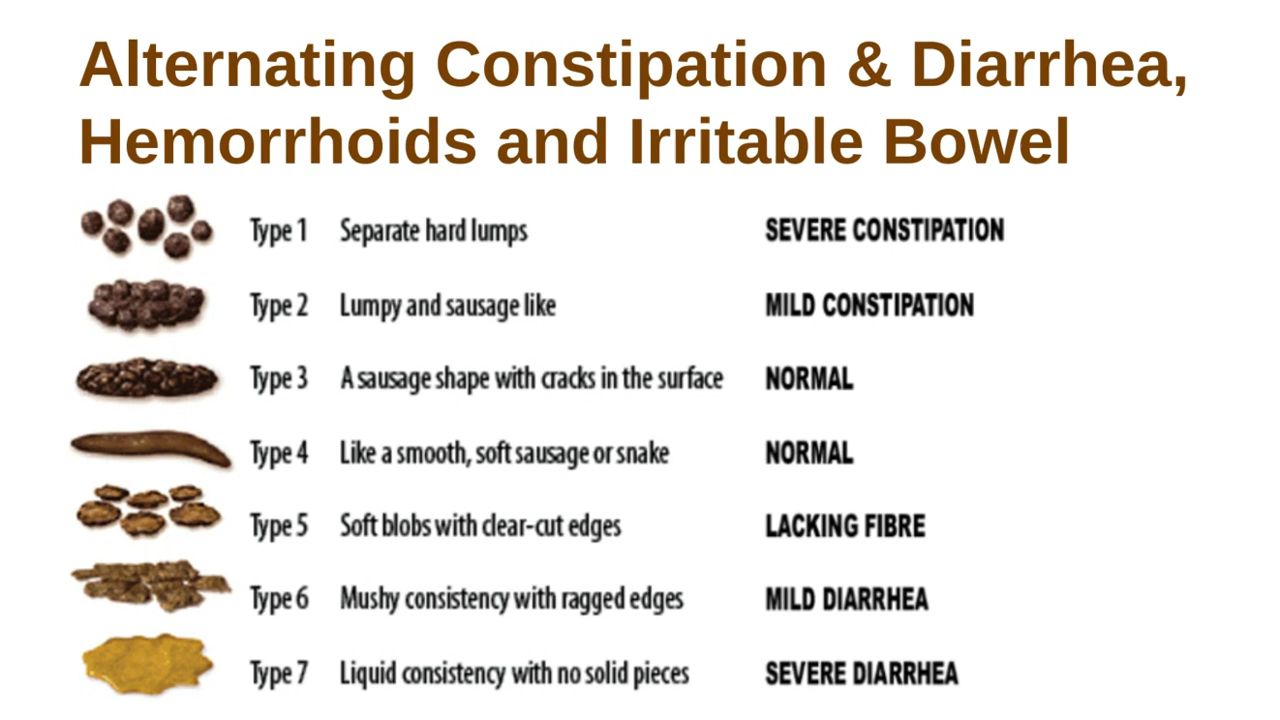 Alternating Constipation & Diarrhea,
Hemorrhoids and Irritable Bowel
Type 1 Separate hard lumps SEVERE CONSTIPATION
Type 2 Lumpy and sausage like MILD CONSTIPATION
Type 3 A sausage shape with cracks in the surface NORMAL
Type 4 Like a smooth, soft sausage or snake NORMAL
Type 5 Soft blobs with clear-cut edges LACKING FIBRE
Type 6 Mushy consistency with ragged edges MILD DIARRHEA
Type 7 Liquid consistency with no solid pieces SEVERE DIARRHEA